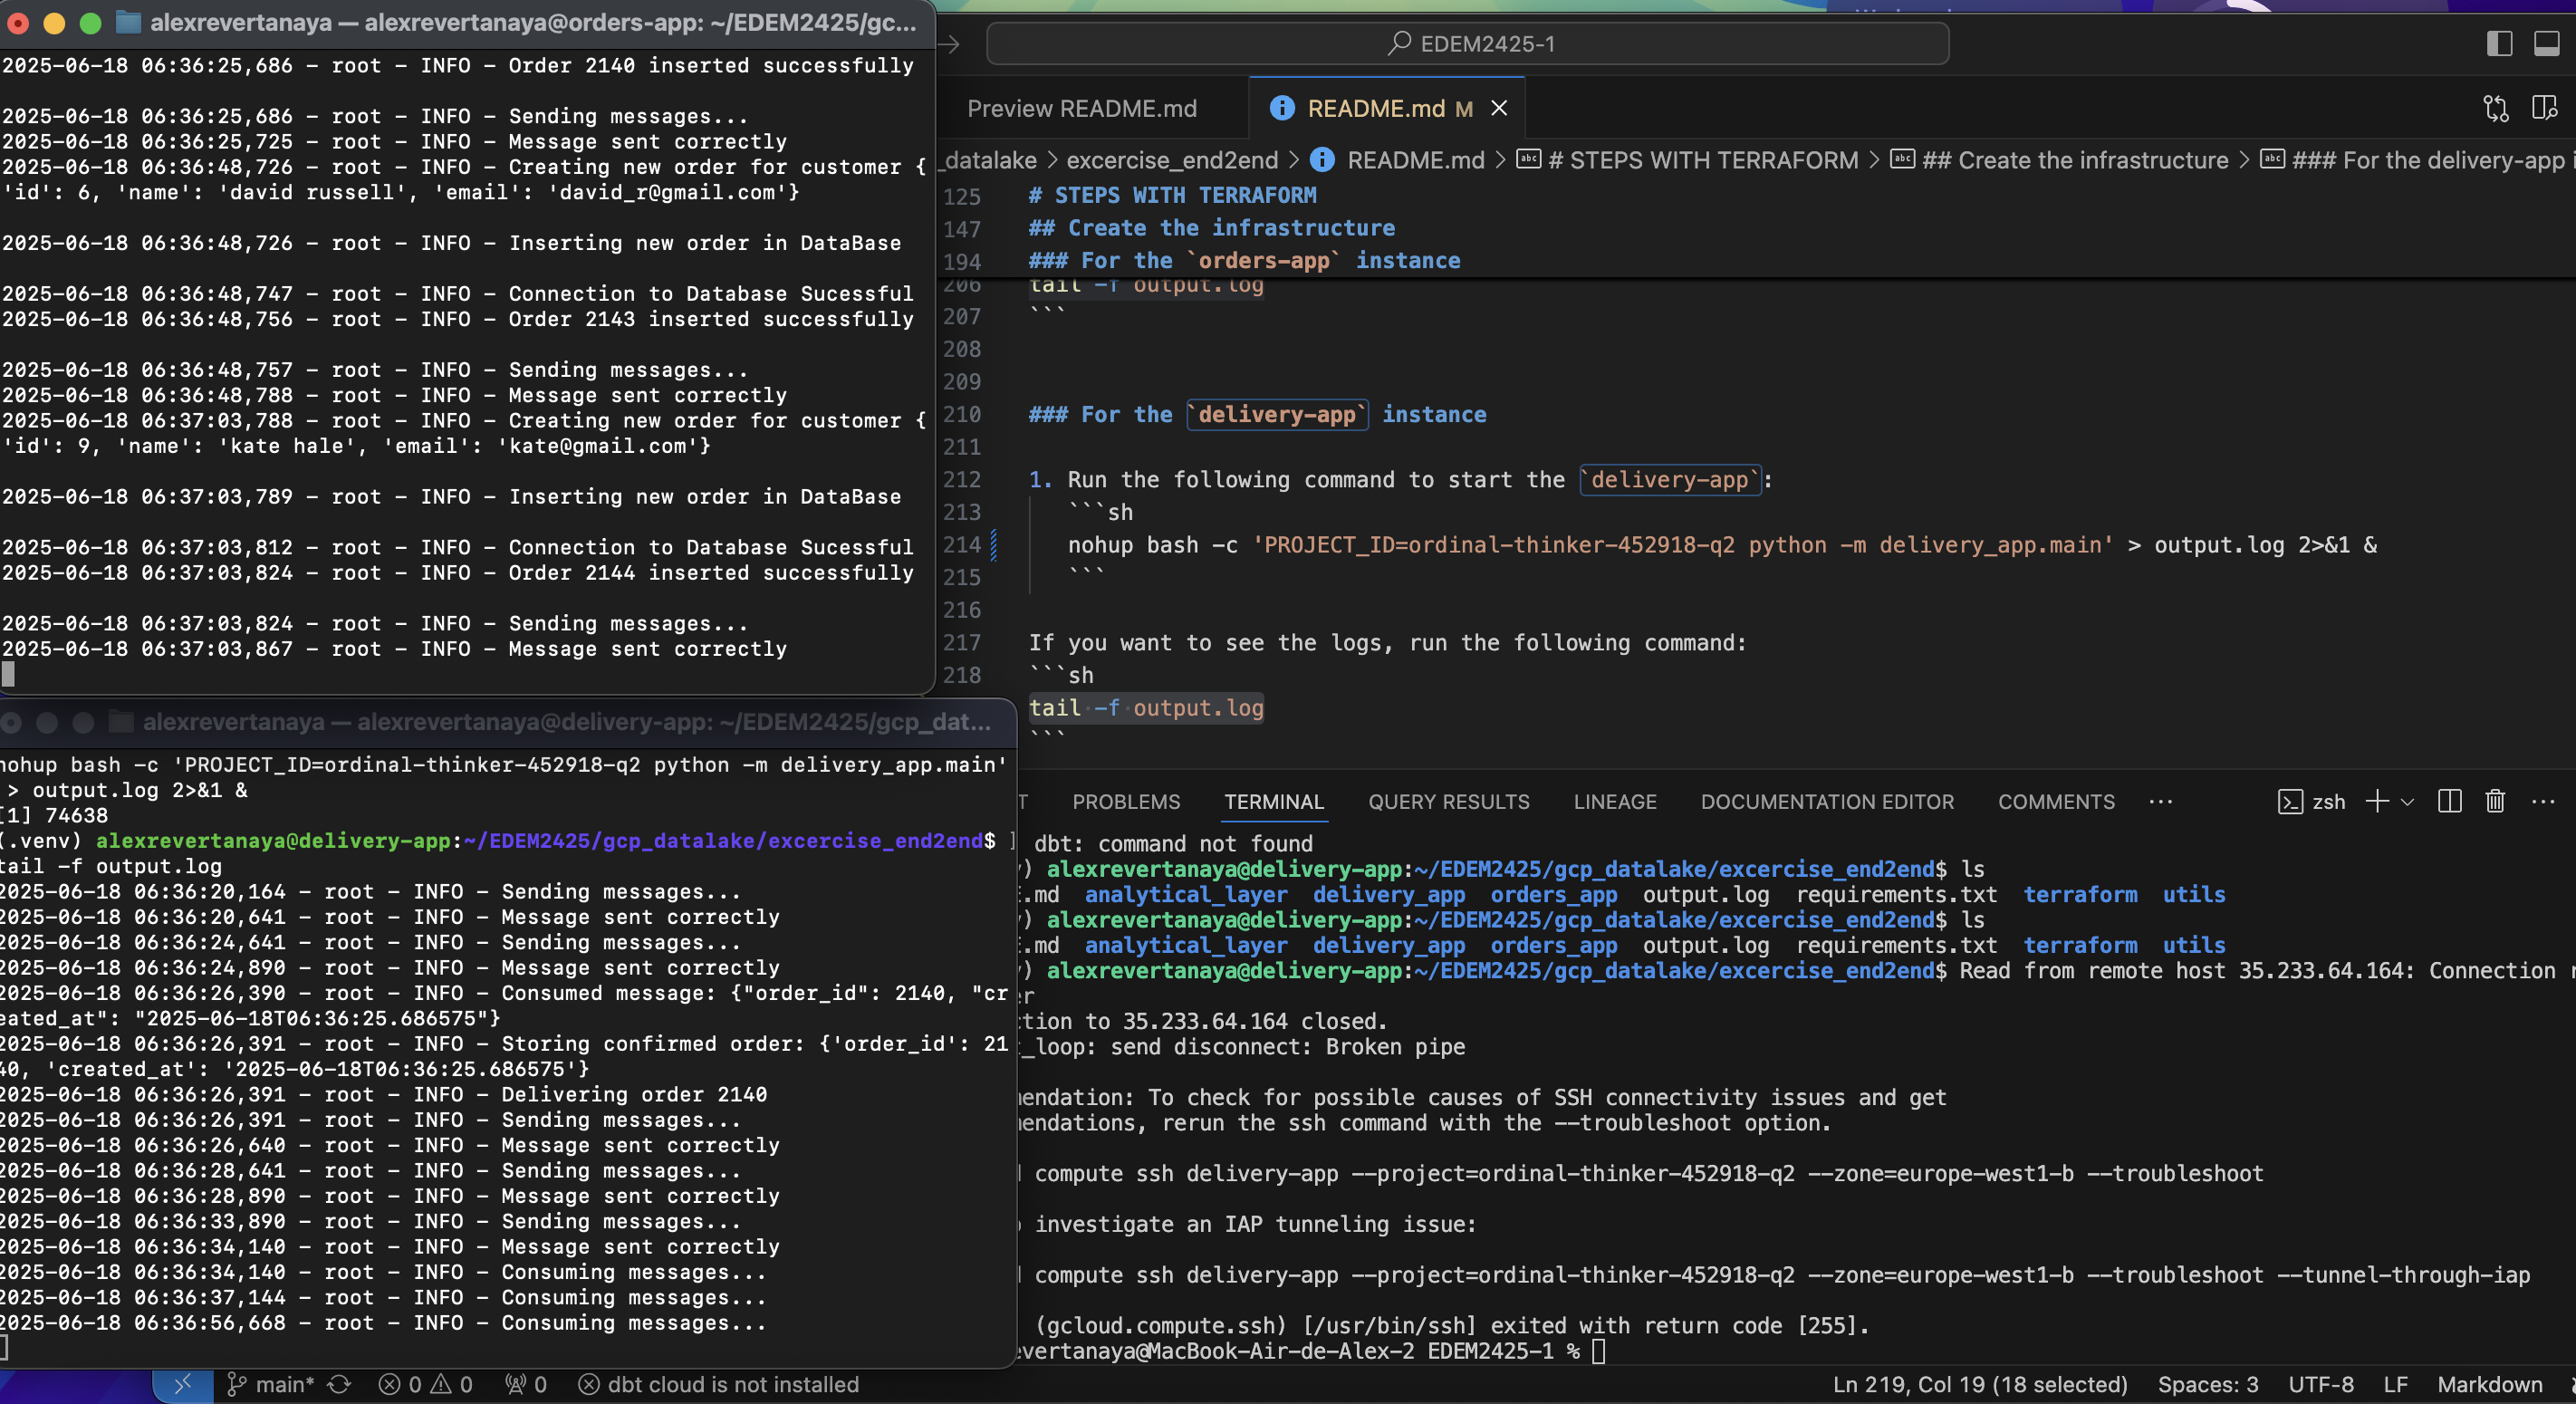 alexrevertanaya — alexrevertanaya@orders-app: ~/EDEM2425/gc...
2025-06-18 06:36:25,686 - root - INFO - Order 2140 inserted successfully
2025-06-18 06:36:25,686 - root - INFO - Sending messages...
2025-06-18 06:36:25,725 - root - INFO - Message sent correctly
2025-06-18 06:36:48,726 - root - INFO - Creating new order for customer {
'id': 6, 'name': 'david russell', 'email': 'david_r@gmail.com'}
2025-06-18 06:36:48,726 - root - INFO - Inserting new order in DataBase
2025-06-18 06:36:48,747 - root - INFO - Connection to Database Sucessful
2025-06-18 06:36:48,756 - root - INFO - Order 2143 inserted successfully
2025-06-18 06:36:48,757 - root - INFO - Sending messages...
2025-06-18 06:36:48,788 - root - INFO - Message sent correctly
2025-06-18 06:37:03,788 - root - INFO - Creating new order for customer {
'id': 9, 'name': 'kate hale', 'email': 'kate@gmail.com'}
2025-06-18 06:37:03,789 - root - INFO - Inserting new order in DataBase
2025-06-18 06:37:03,812 - root - INFO - Connection to Database Sucessful
2025-06-18 06:37:03,824 - root - INFO - Order 2144 inserted successfully
2025-06-18 06:37:03,824 - root - INFO - Sending messages...
2025-06-18 06:37:03,867 - root - INFO - Message sent correctly
alexrevertanaya — alexrevertanaya@delivery-app: ~/EDEM2425/gcp_dat...
nohup bash -c 'PROJECT_ID=ordinal-thinker-452918-q2 python -m delivery_app.main'
> output.log 2>&1 &
[1] 74638
(.venv) alexrevertanaya@delivery-app:~/EDEM2425/gcp_datalake/excercise_end2end$ ]
tail -f output.log
2025-06-18 06:36:20,164 - root - INFO - Sending messages...
2025-06-18 06:36:20,641 - root - INFO - Message sent correctly
2025-06-18 06:36:24,641 - root - INFO - Sending messages...
2025-06-18 06:36:24,890 - root - INFO - Message sent correctly
2025-06-18 06:36:26,390 - root - INFO - Consumed message: {"order_id": 2140, "cr
eated_at": "2025-06-18T06:36:25.686575"}
2025-06-18 06:36:26,391 - root - INFO - Storing confirmed order: {'order_id': 21
40, 'created_at': '2025-06-18T06:36:25.686575'}
2025-06-18 06:36:26,391 - root - INFO - Delivering order 2140
2025-06-18 06:36:26,391 - root - INFO - Sending messages...
2025-06-18 06:36:26,640 - root - INFO - Message sent correctly
2025-06-18 06:36:28,641 - root - INFO - Sending messages...
2025-06-18 06:36:28,890 - root - INFO - Message sent correctly
2025-06-18 06:36:33,890 - root - INFO - Sending messages...
2025-06-18 06:36:34,140 - root - INFO - Message sent correctly
2025-06-18 06:36:34,140 - root - INFO - Consuming messages...
2025-06-18 06:36:37,144 - root - INFO - Consuming messages...
2025-06-18 06:36:56,668 - root - INFO - Consuming messages...
EDEM2425-1
Preview README.md
README.md M
_datalake > excercise_end2end > README.md > # STEPS WITH TERRAFORM > ## Create the infrastructure > ### For the delivery-app i
125 # STEPS WITH TERRAFORM
147 ## Create the infrastructure
194 ### For the `orders-app` instance
206 tail -f output.log
207 ```
208
209
210 ### For the `delivery-app` instance
211
212 1. Run the following command to start the `delivery-app`:
213 ```sh
214 nohup bash -c 'PROJECT_ID=ordinal-thinker-452918-q2 python -m delivery_app.main' > output.log 2>&1 &
215 ```
216
217 If you want to see the logs, run the following command:
218 ```sh
tail -f output.log
```
T PROBLEMS TERMINAL QUERY RESULTS LINEAGE DOCUMENTATION EDITOR COMMENTS ...
zsh
dbt: command not found
) alexrevertanaya@delivery-app:~/EDEM2425/gcp_datalake/excercise_end2end$ ls
.md analytical_layer delivery_app orders_app output.log requirements.txt terraform utils
) alexrevertanaya@delivery-app:~/EDEM2425/gcp_datalake/excercise_end2end$ ls
.md analytical_layer delivery_app orders_app output.log requirements.txt terraform utils
) alexrevertanaya@delivery-app:~/EDEM2425/gcp_datalake/excercise_end2end$ Read from remote host 35.233.64.164: Connection
er
ction to 35.233.64.164 closed.
_loop: send disconnect: Broken pipe
endation: To check for possible causes of SSH connectivity issues and get
endations, rerun the ssh command with the --troubleshoot option.
compute ssh delivery-app --project=ordinal-thinker-452918-q2 --zone=europe-west1-b --troubleshoot
investigate an IAP tunneling issue:
compute ssh delivery-app --project=ordinal-thinker-452918-q2 --zone=europe-west1-b --troubleshoot --tunnel-through-iap
(gcloud.compute.ssh) [/usr/bin/ssh] exited with return code [255].
evertanaya@MacBook-Air-de-Alex-2 EDEM2425-1 %
main* 0 0 0 dbt cloud is not installed
Ln 219, Col 19 (18 selected) Spaces: 3 UTF-8 LF Markdown